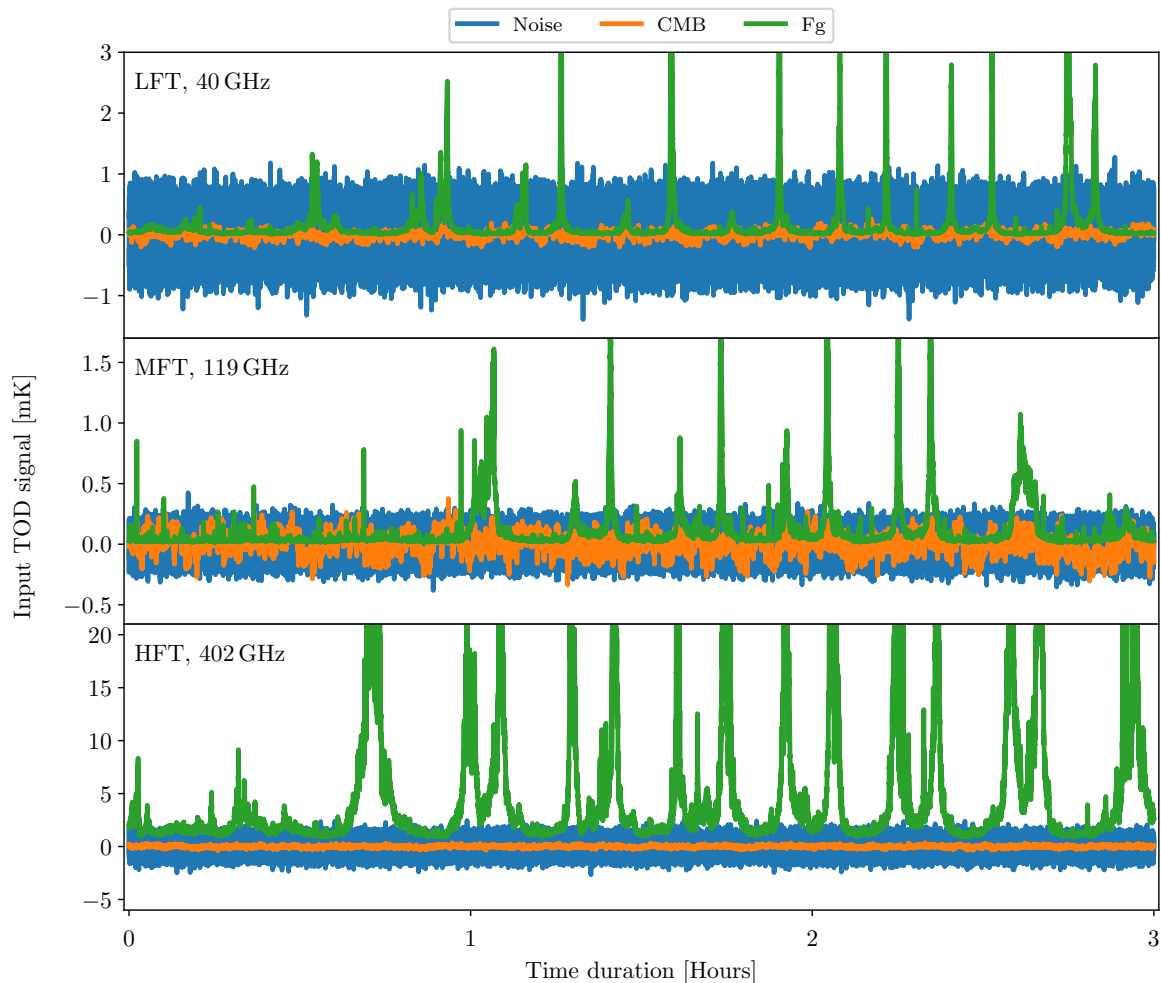 Noise CMB Fg
3
LFT, 40 GHz
2
1
0
−1
MFT, 119 GHz
1.5
1.0
0.5
0.0
−0.5
Input TOD signal [mK]
20
HFT, 402 GHz
15
10
5
0
−5
0 1 2 3
Time duration [Hours]